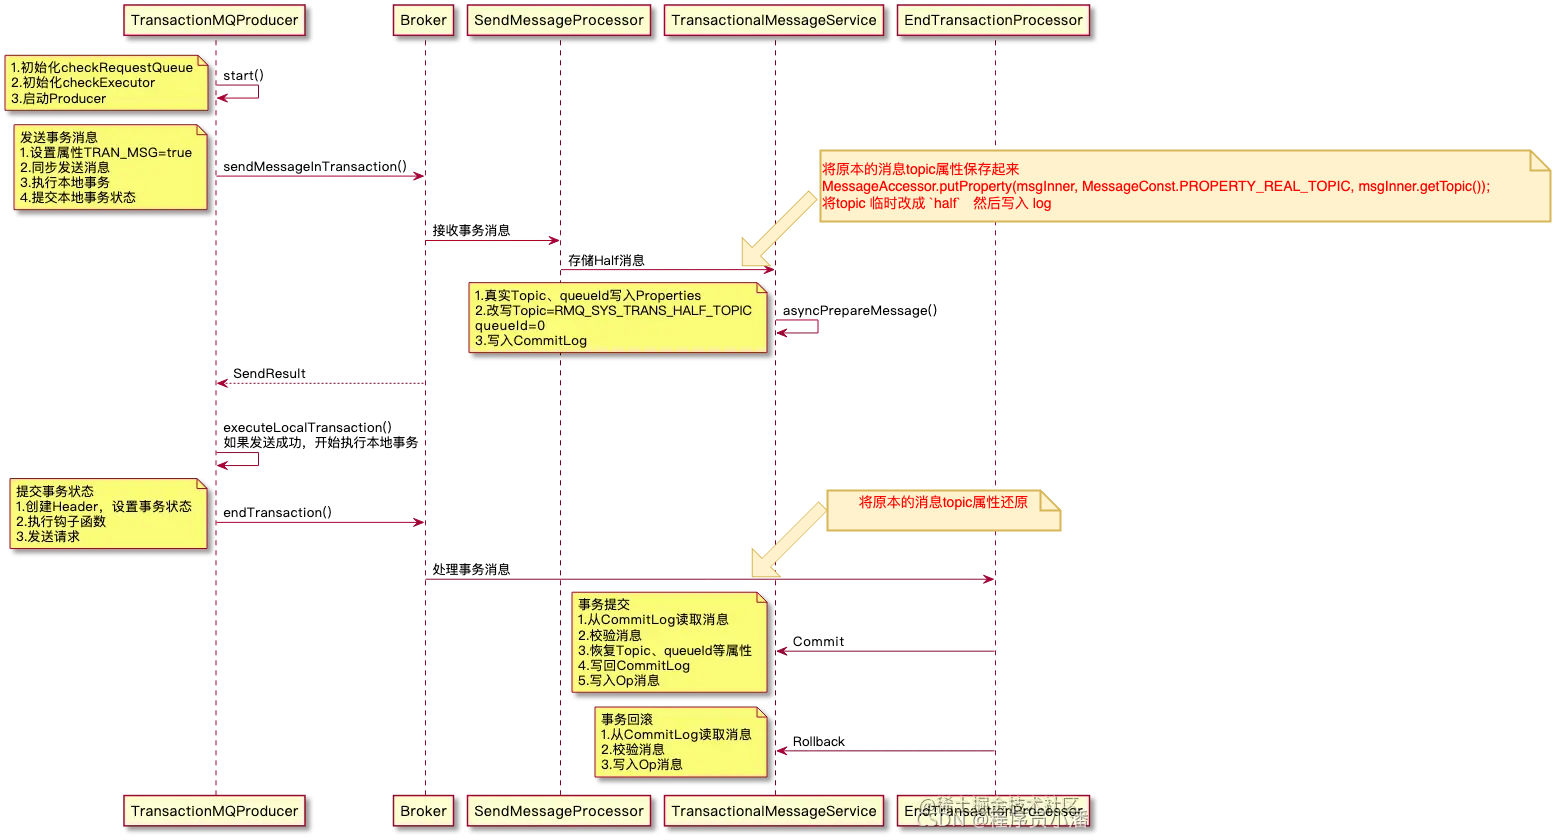 TransactionMQProducer
Broker
SendMessageProcessor
TransactionalMessageService
EndTransactionProcessor
1.初始化checkRequestQueue
2.初始化checkExecutor
3.启动Producer
start()
发送事务消息
1.设置属性TRAN_MSG=true
2.同步发送消息
3.执行本地事务
4.提交本地事务状态
sendMessageInTransaction()
将原本的消息topic属性保存起来
MessageAccessor.putProperty(msgInner, MessageConst.PROPERTY_REAL_TOPIC, msgInner.getTopic());
将topic 临时改成 `half`  然后写入 log
接收事务消息
存储Half消息
1.真实Topic、queueId写入Properties
2.改写Topic=RMQ_SYS_TRANS_HALF_TOPIC
queueId=0
3.写入CommitLog
asyncPrepareMessage()
SendResult
executeLocalTransaction()
如果发送成功，开始执行本地事务
提交事务状态
1.创建Header，设置事务状态
2.执行钩子函数
3.发送请求
endTransaction()
将原本的消息topic属性还原
处理事务消息
事务提交
1.从CommitLog读取消息
2.校验消息
3.恢复Topic、queueId等属性
4.写回CommitLog
5.写入Op消息
Commit
事务回滚
1.从CommitLog读取消息
2.校验消息
3.写入Op消息
Rollback
TransactionMQProducer
Broker
SendMessageProcessor
TransactionalMessageService
EndTransactionProcessor
@稀土掘金技术社区
CSDN @程序员小潘